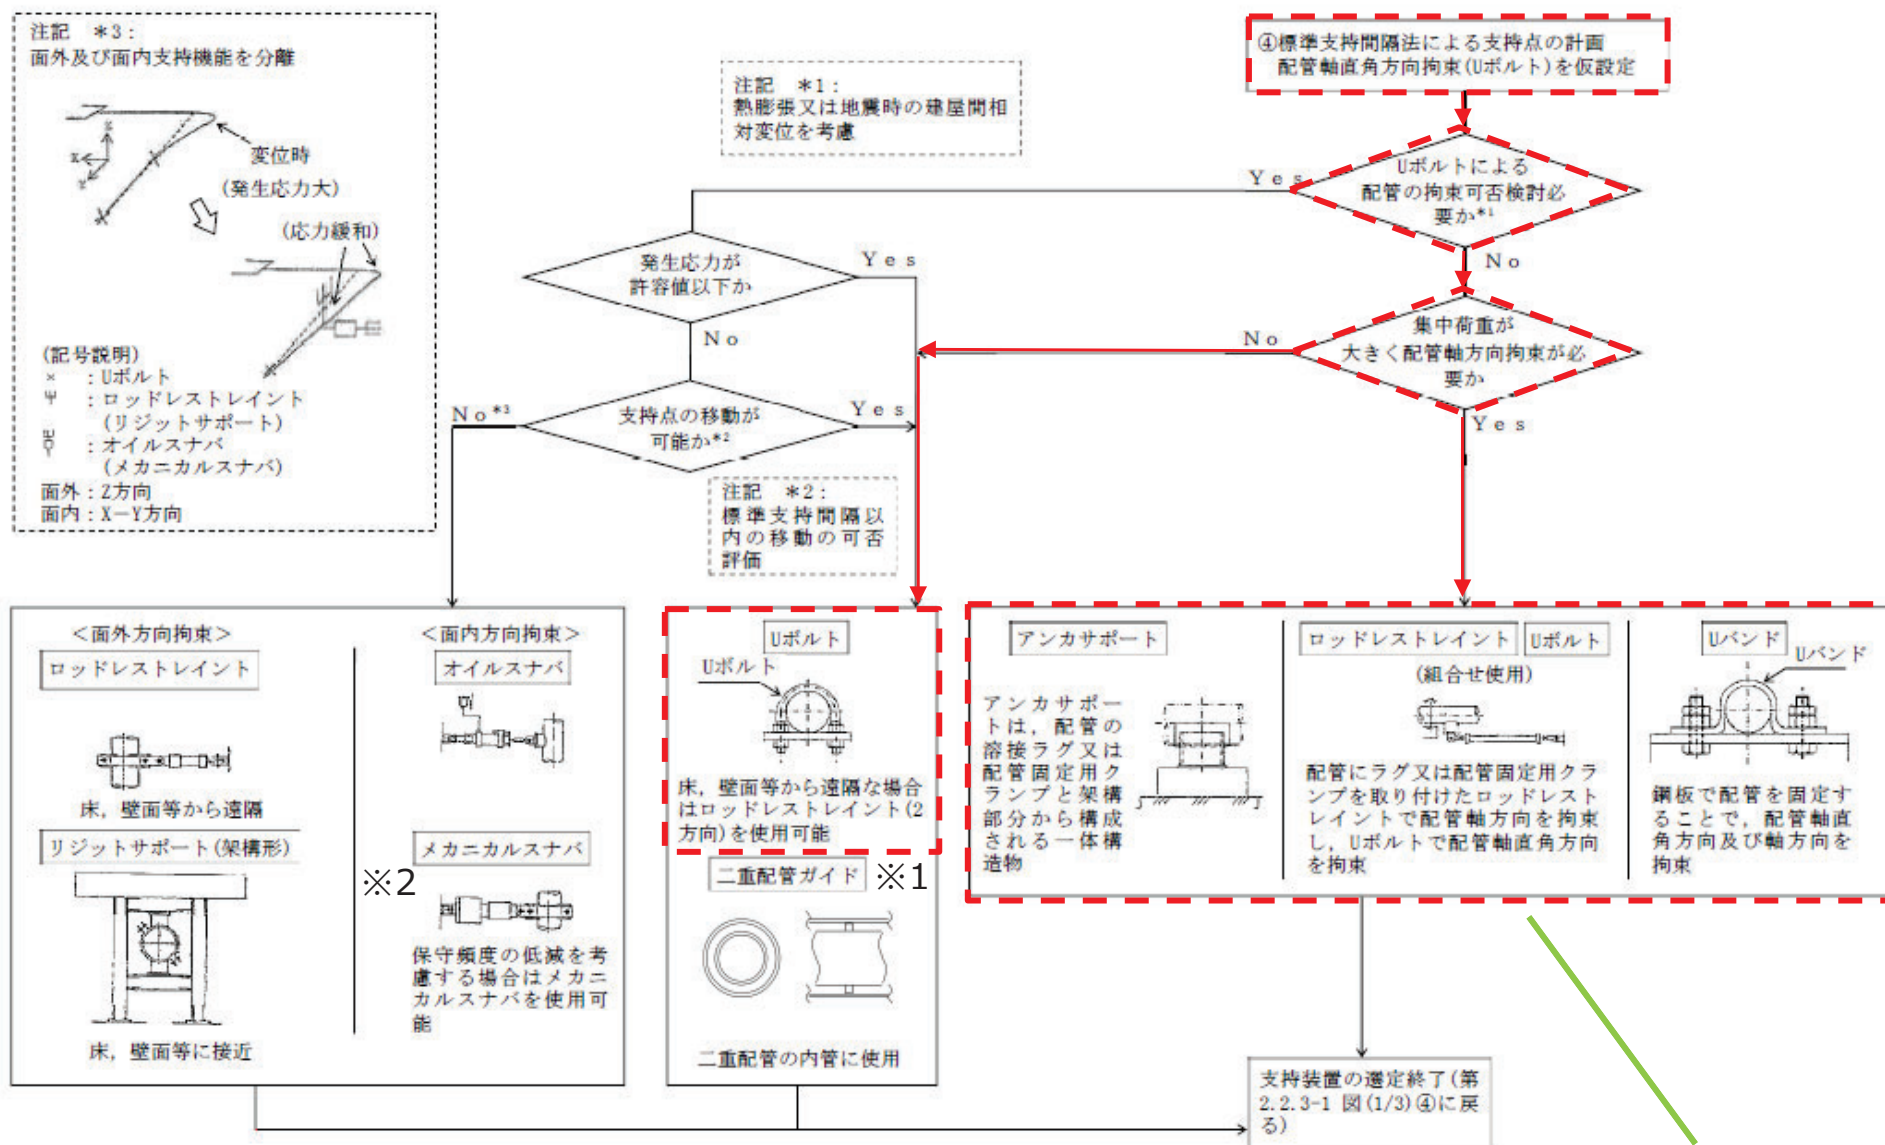 注記 *3：
面外及び面内支持機能を分離
変位時
(発生応力大)
(応力緩和)
X
(記号説明)
× ：Uボルト
：ロッドレストレイント
(リジットサポート)
：オイルスナバ
(メカニカルスナバ)
面外：Z方向
面内：X－Y方向
注記 *1：
熱膨張又は地震時の建屋間相
対変位を考慮
④標準支持間隔法による支持点の計画
配管軸直角方向拘束(Uボルト)を仮設定
Uボルトによる
配管の拘束可否検討必
要か*1
Yes
No
発生応力が
許容値以下か
Yes
No
集中荷重が
大きく配管軸方向拘束が必
要か
No
Yes
支持点の移動が
可能か*2
No*3
Yes
注記 *2：
標準支持間隔以
内の移動の可否
評価
＜面外方向拘束＞
ロッドレストレイント
床，壁面等から遠隔
リジットサポート(架構形)
床，壁面等に接近
※2
＜面内方向拘束＞
オイルスナバ
メカニカルスナバ
保守頻度の低減を考
慮する場合はメカニ
カルスナバを使用可
能
Uボルト
Uボルト
床，壁面等から遠隔な場合
はロッドレストレイント(2
方向)を使用可能
二重配管ガイド
※1
二重配管の内管に使用
アンカサポート
アンカサポー
トは，配管の
溶接ラグ又は
配管固定用ク
ランプと架構
部分から構成
される一体構
造物
ロッドレストレイント Uボルト
(組合せ使用)
配管にラグ又は配管固定用クラ
ンプを取り付けたロッドレスト
レイントで配管軸方向を拘束
し，Uボルトで配管軸直角方向
を拘束
Uバンド
Uバンド
鋼板で配管を固定す
ることで，配管軸直
角方向及び軸方向を
拘束
支持装置の選定終了(第
2.2.3-1 図(1/3)④に戻
る)